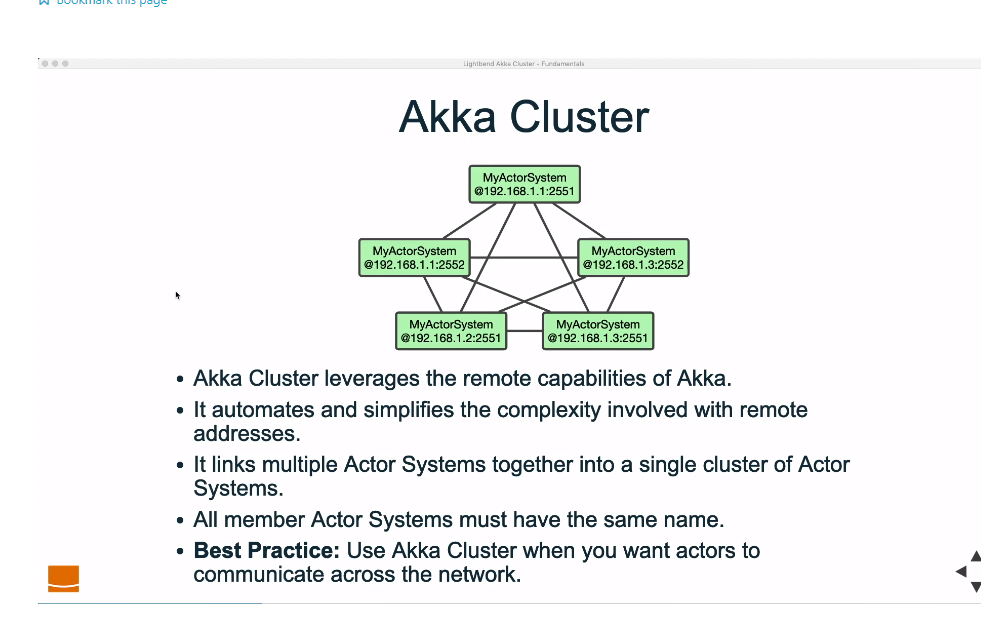 Bookmark this page
Lightbend Akka Cluster - Fundamentals
Akka Cluster
MyActorSystem
@192.168.1.1:2551
MyActorSystem
@192.168.1.1:2552
MyActorSystem
@192.168.1.3:2552
MyActorSystem
@192.168.1.2:2551
MyActorSystem
@192.168.1.3:2551
• Akka Cluster leverages the remote capabilities of Akka.
• It automates and simplifies the complexity involved with remote
addresses.
• It links multiple Actor Systems together into a single cluster of Actor
Systems.
• All member Actor Systems must have the same name.
• Best Practice: Use Akka Cluster when you want actors to
communicate across the network.